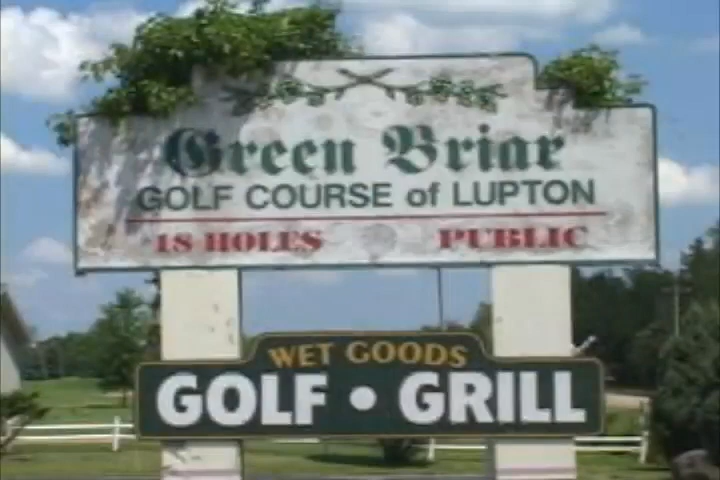 Green Briar
GOLF COURSE of LUPTON
18 HOLES PUBLIC
WET GOODS
GOLF • GRILL